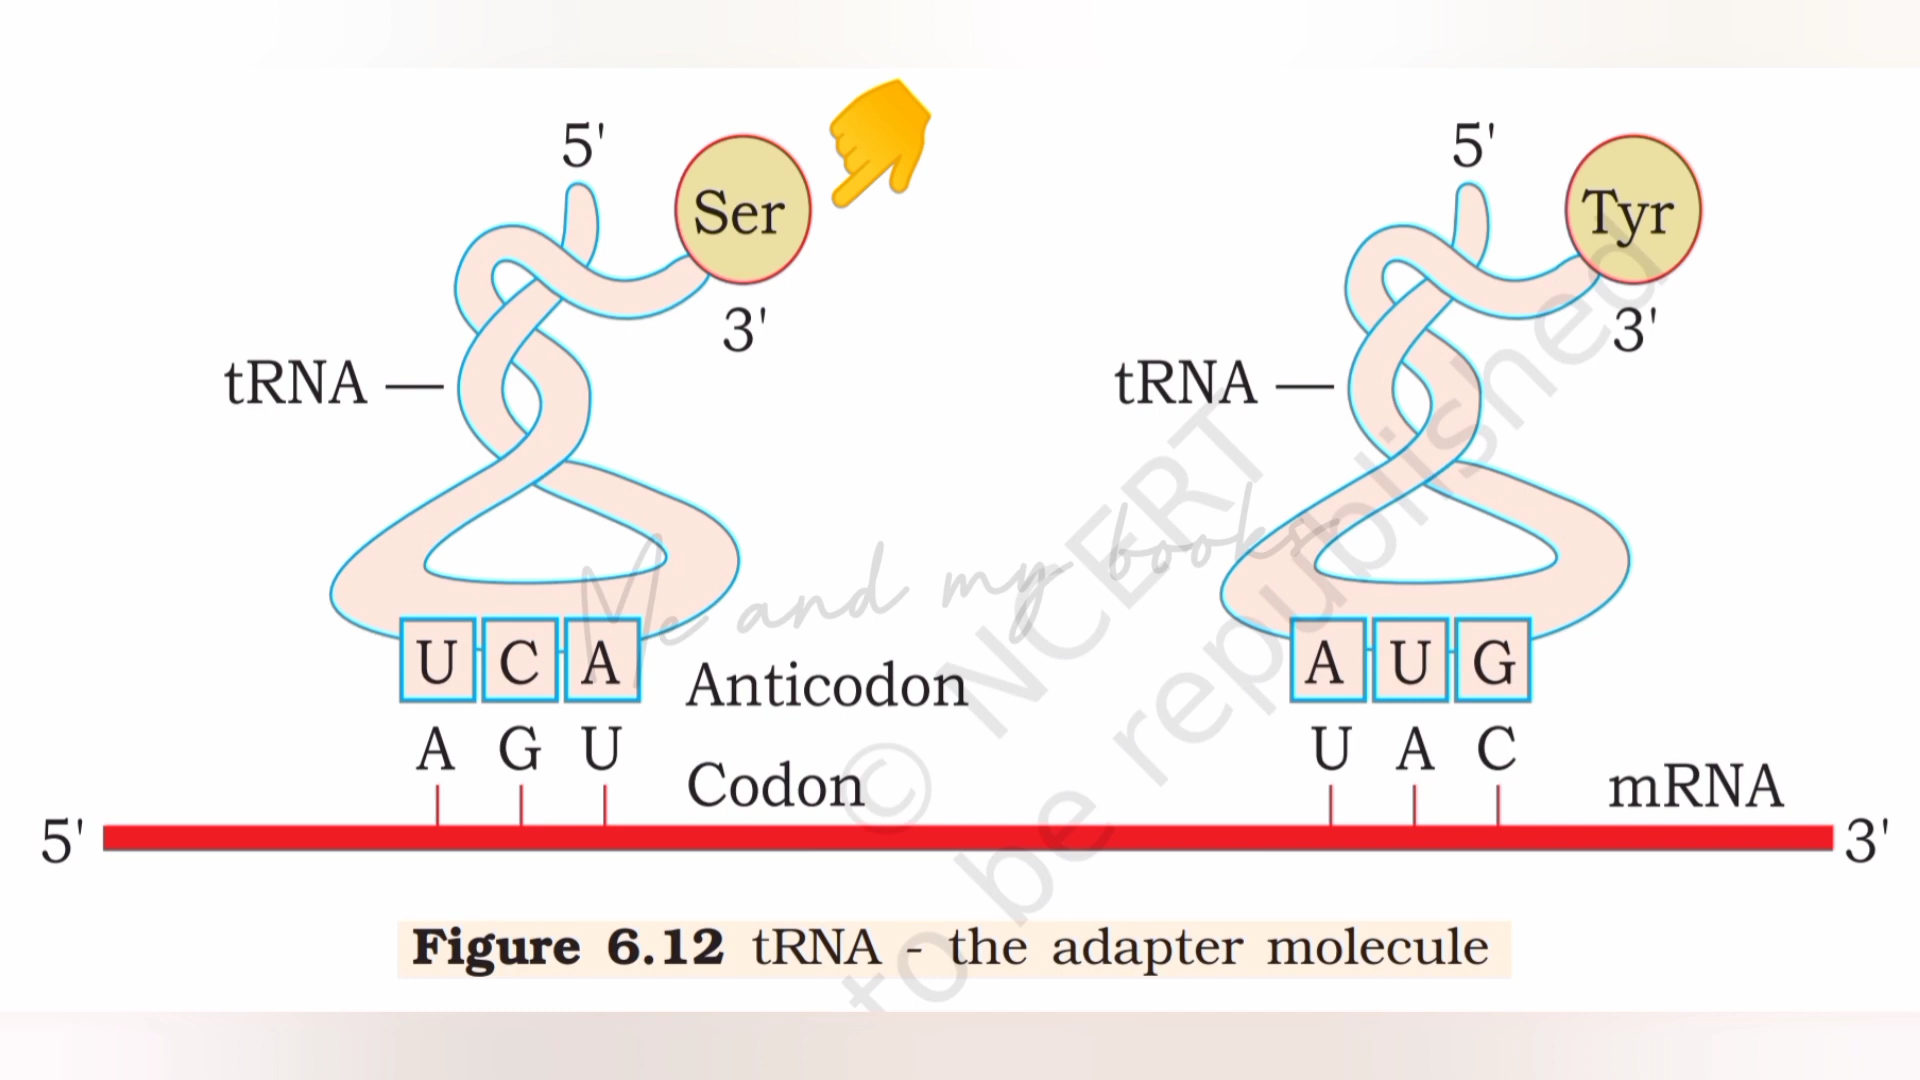 5' Ser 5' Tyr
3' 3'
tRNA tRNA
Me and my books
U C A A U G
Anticodon
A G U U A C
Codon mRNA
5' 3'
Figure 6.12 tRNA - the adapter molecule
© NCERT
to be republished